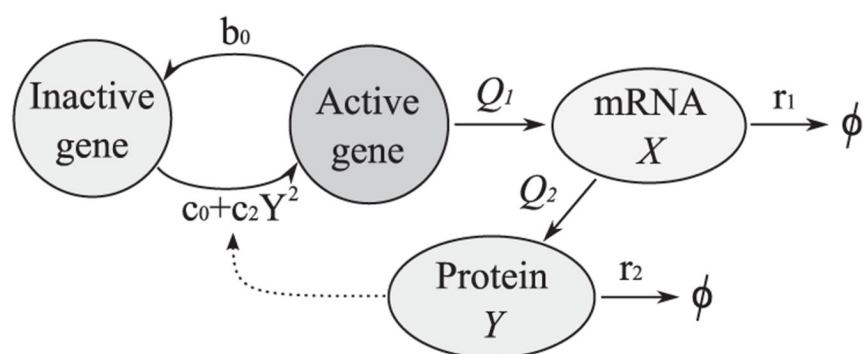 b₀
Inactive
gene
Active
gene
Q₁
mRNA
X
r₁
ϕ
c₀+c₂Y²
Q₂
Protein
Y
r₂
ϕ